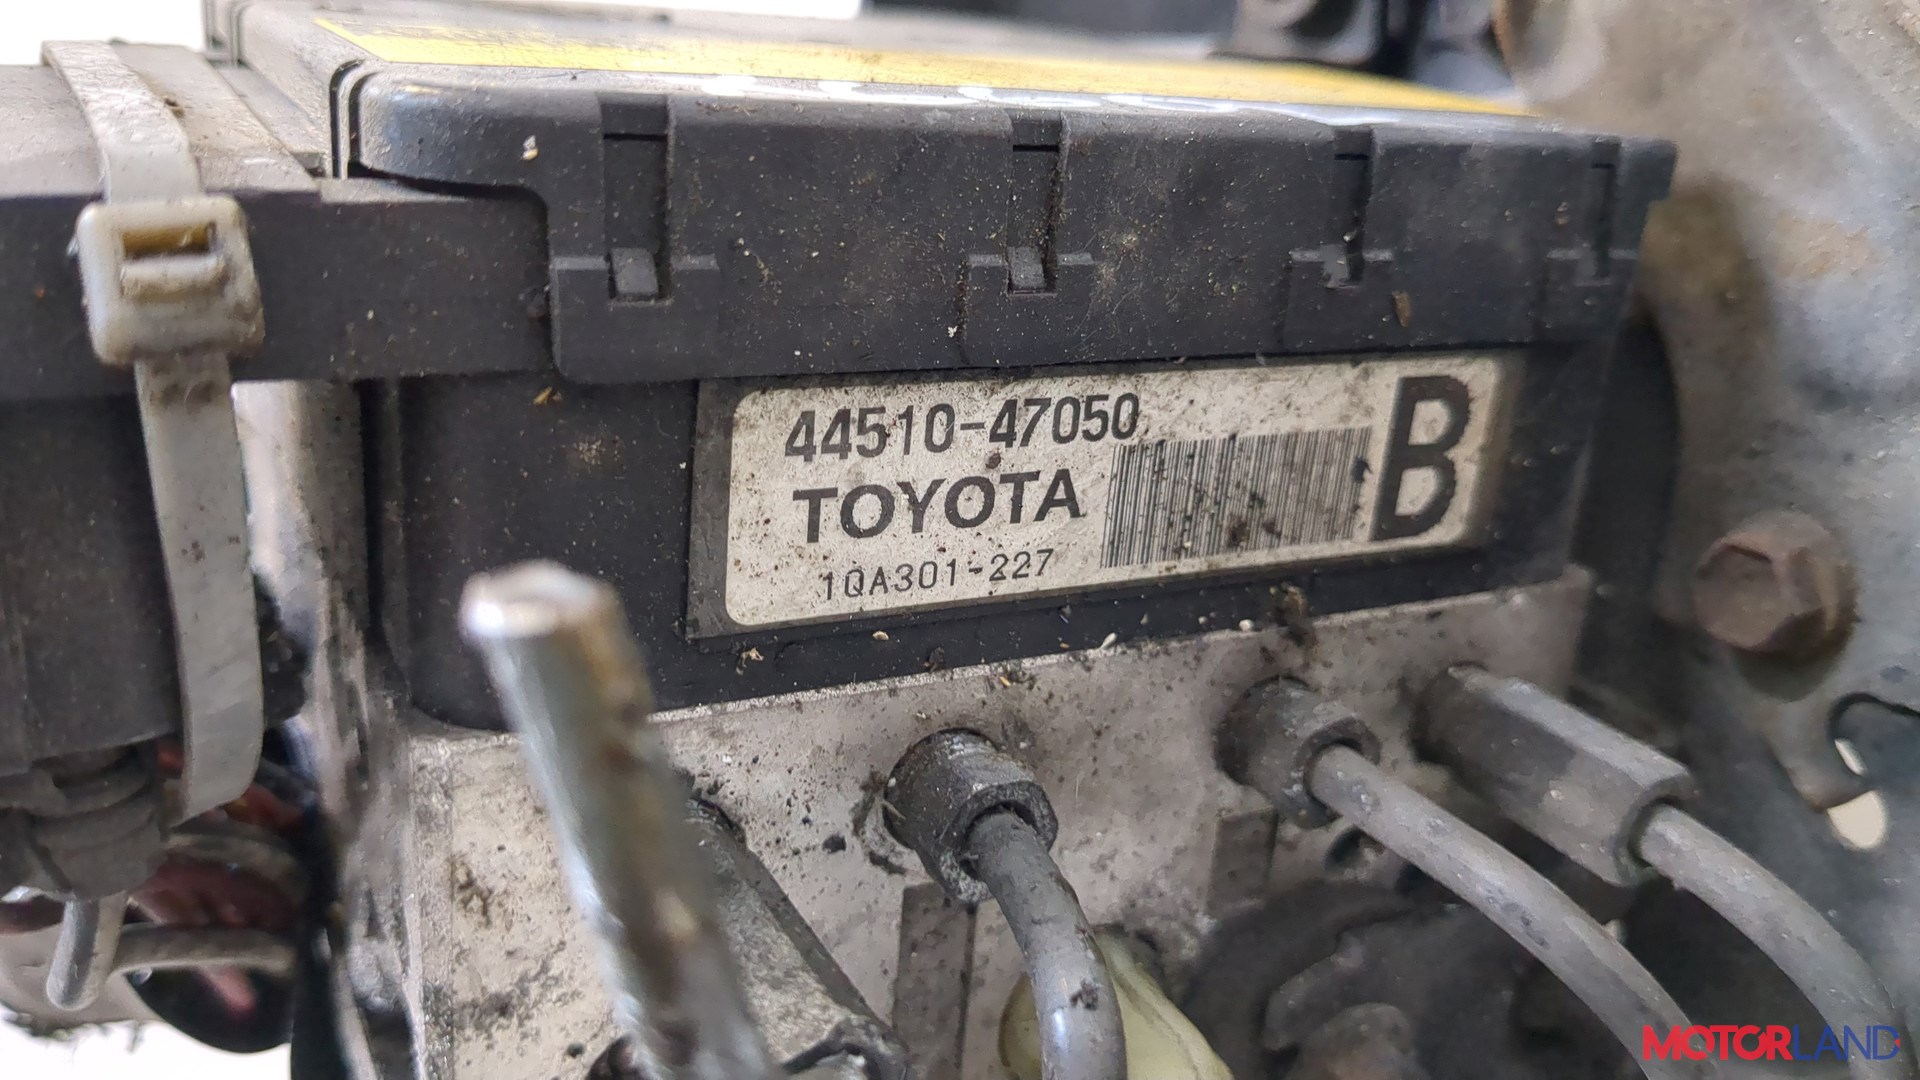 44510-47050
TOYOTA
B
1QA301-227
MOTORLAND